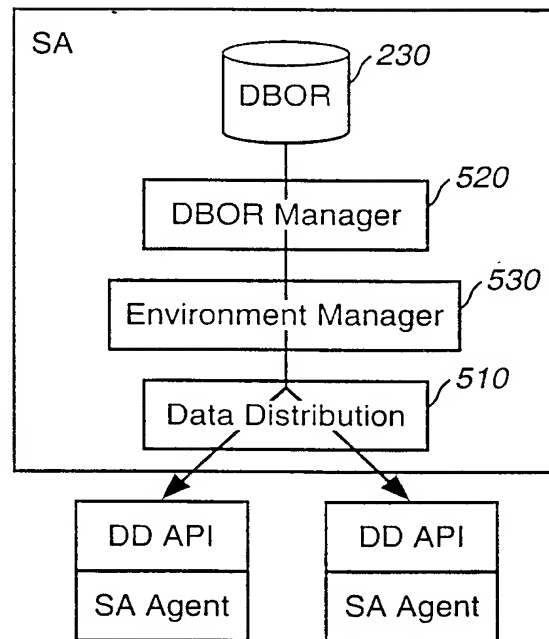 SA
230
DBOR
520
DBOR Manager
530
Environment Manager
510
Data Distribution
DD API
DD API
SA Agent
SA Agent